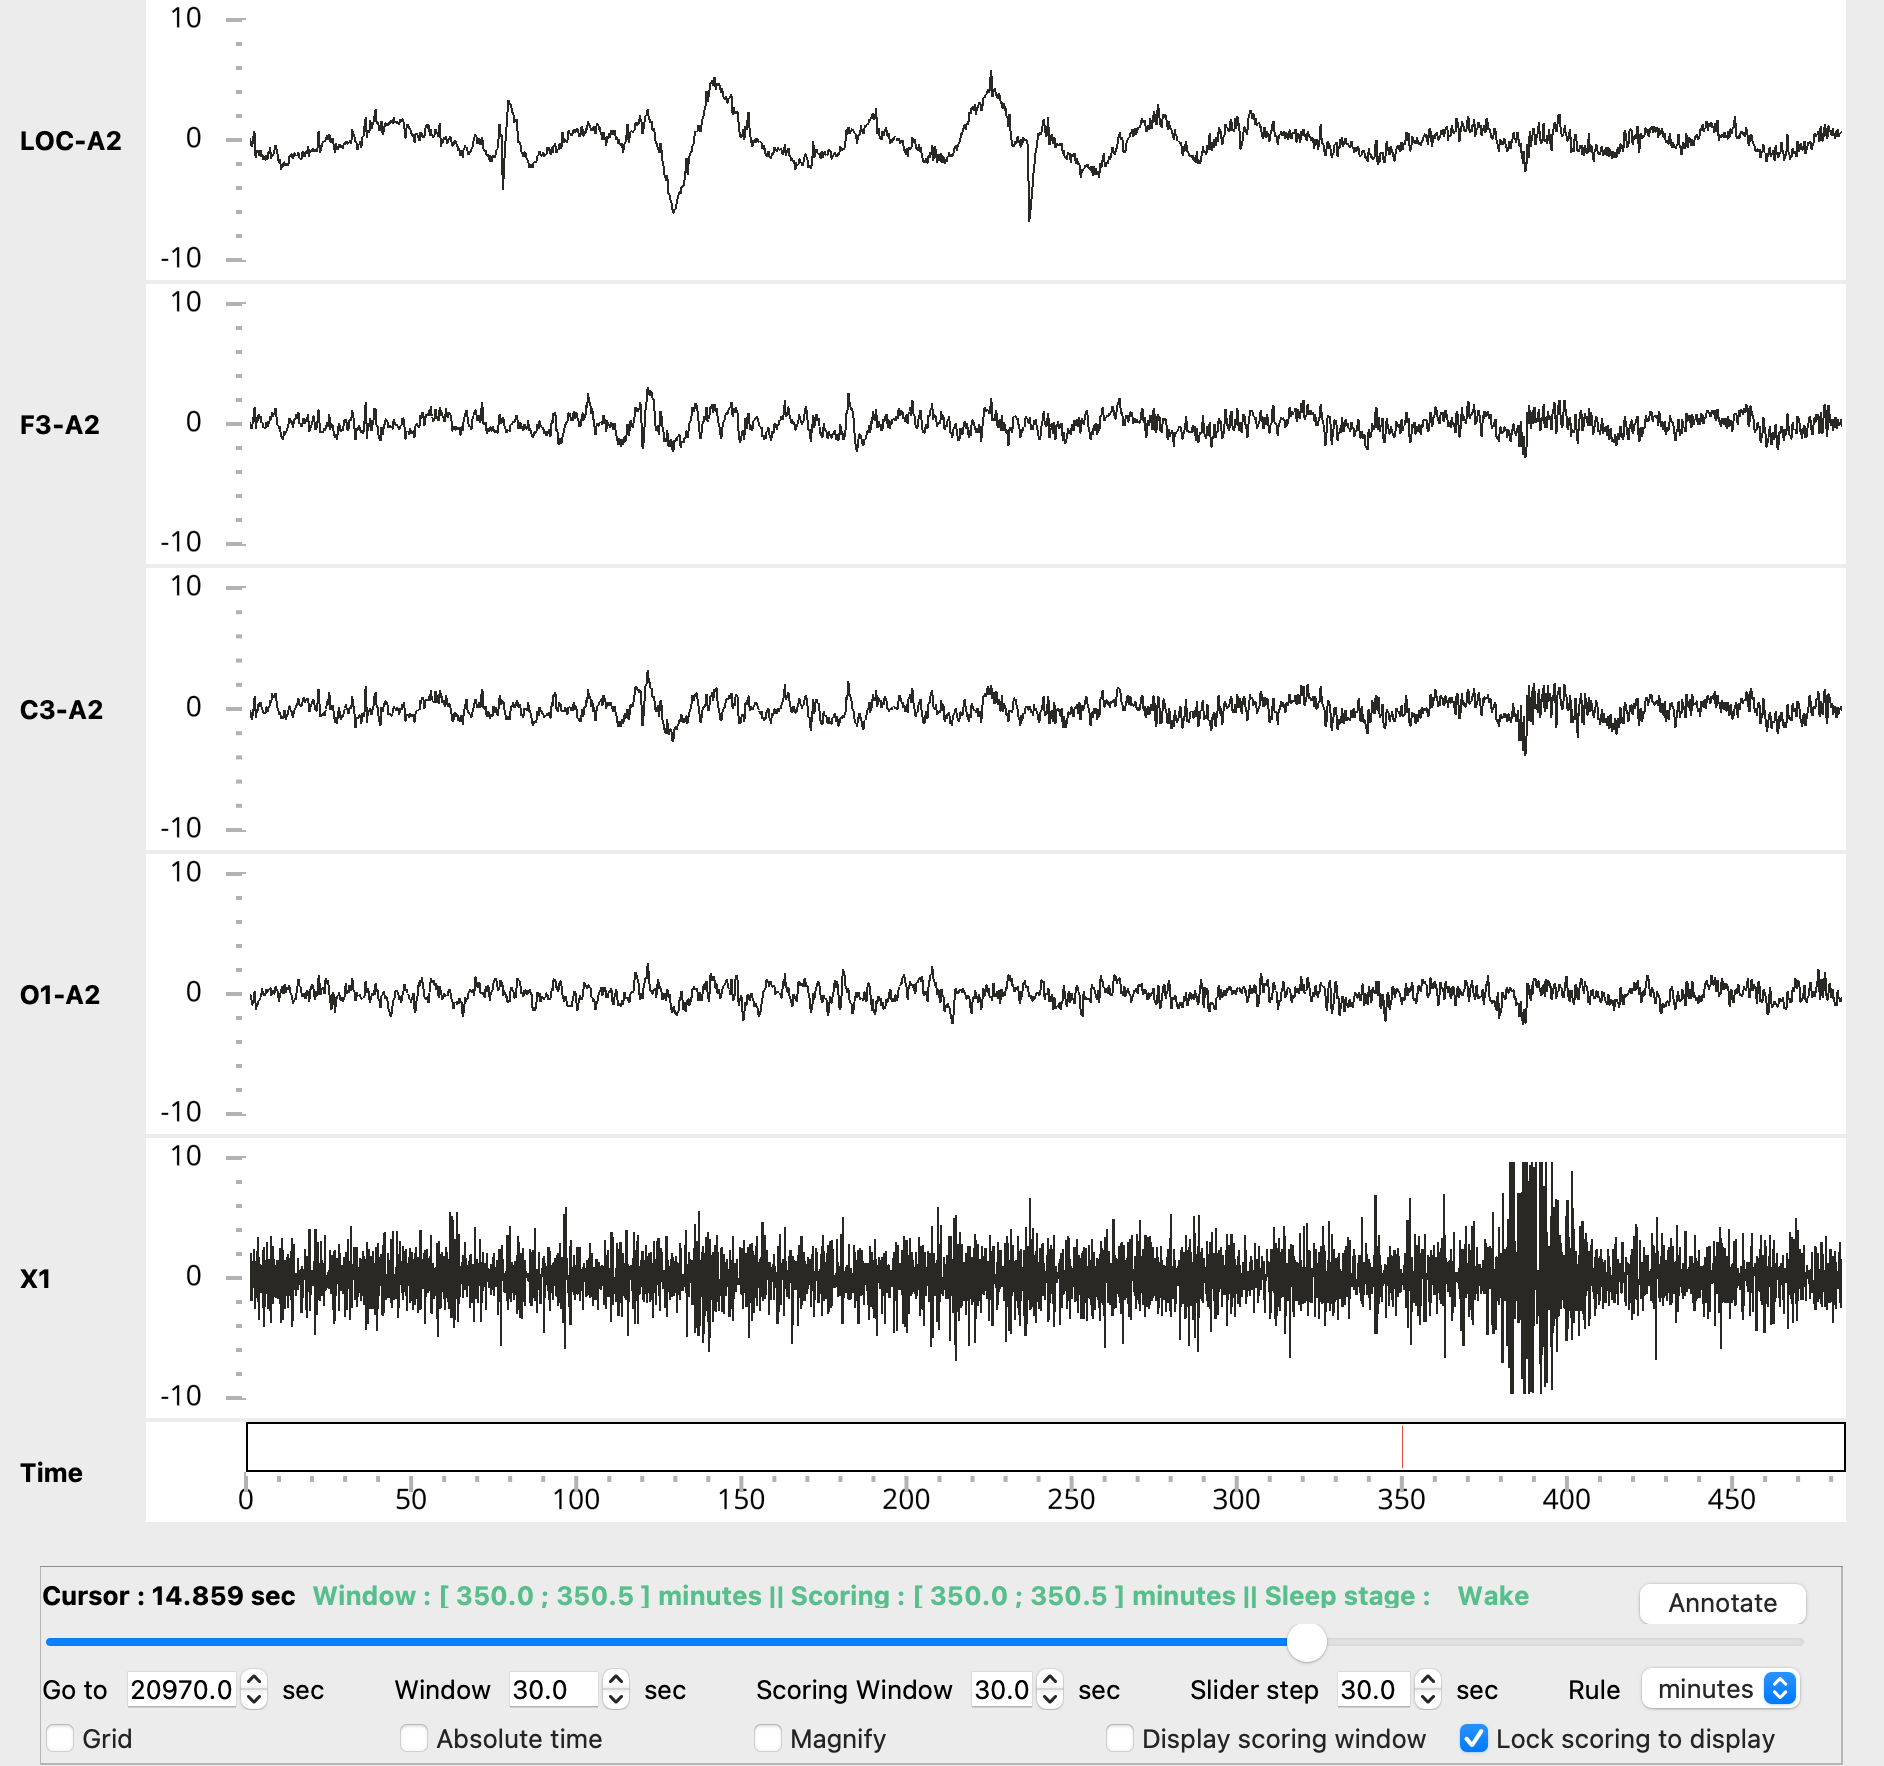 10
LOC-A2
0
-10
10
F3-A2
0
-10
10
C3-A2
0
-10
10
O1-A2
0
-10
10
X1
0
-10
Time
0 50 100 150 200 250 300 350 400 450
Cursor : 14.859 sec Window : [ 350.0 ; 350.5 ] minutes || Scoring : [ 350.0 ; 350.5 ] minutes || Sleep stage : Wake Annotate
Go to 20970.0 sec Window 30.0 sec Scoring Window 30.0 sec Slider step 30.0 sec Rule minutes
Grid Absolute time Magnify Display scoring window Lock scoring to display